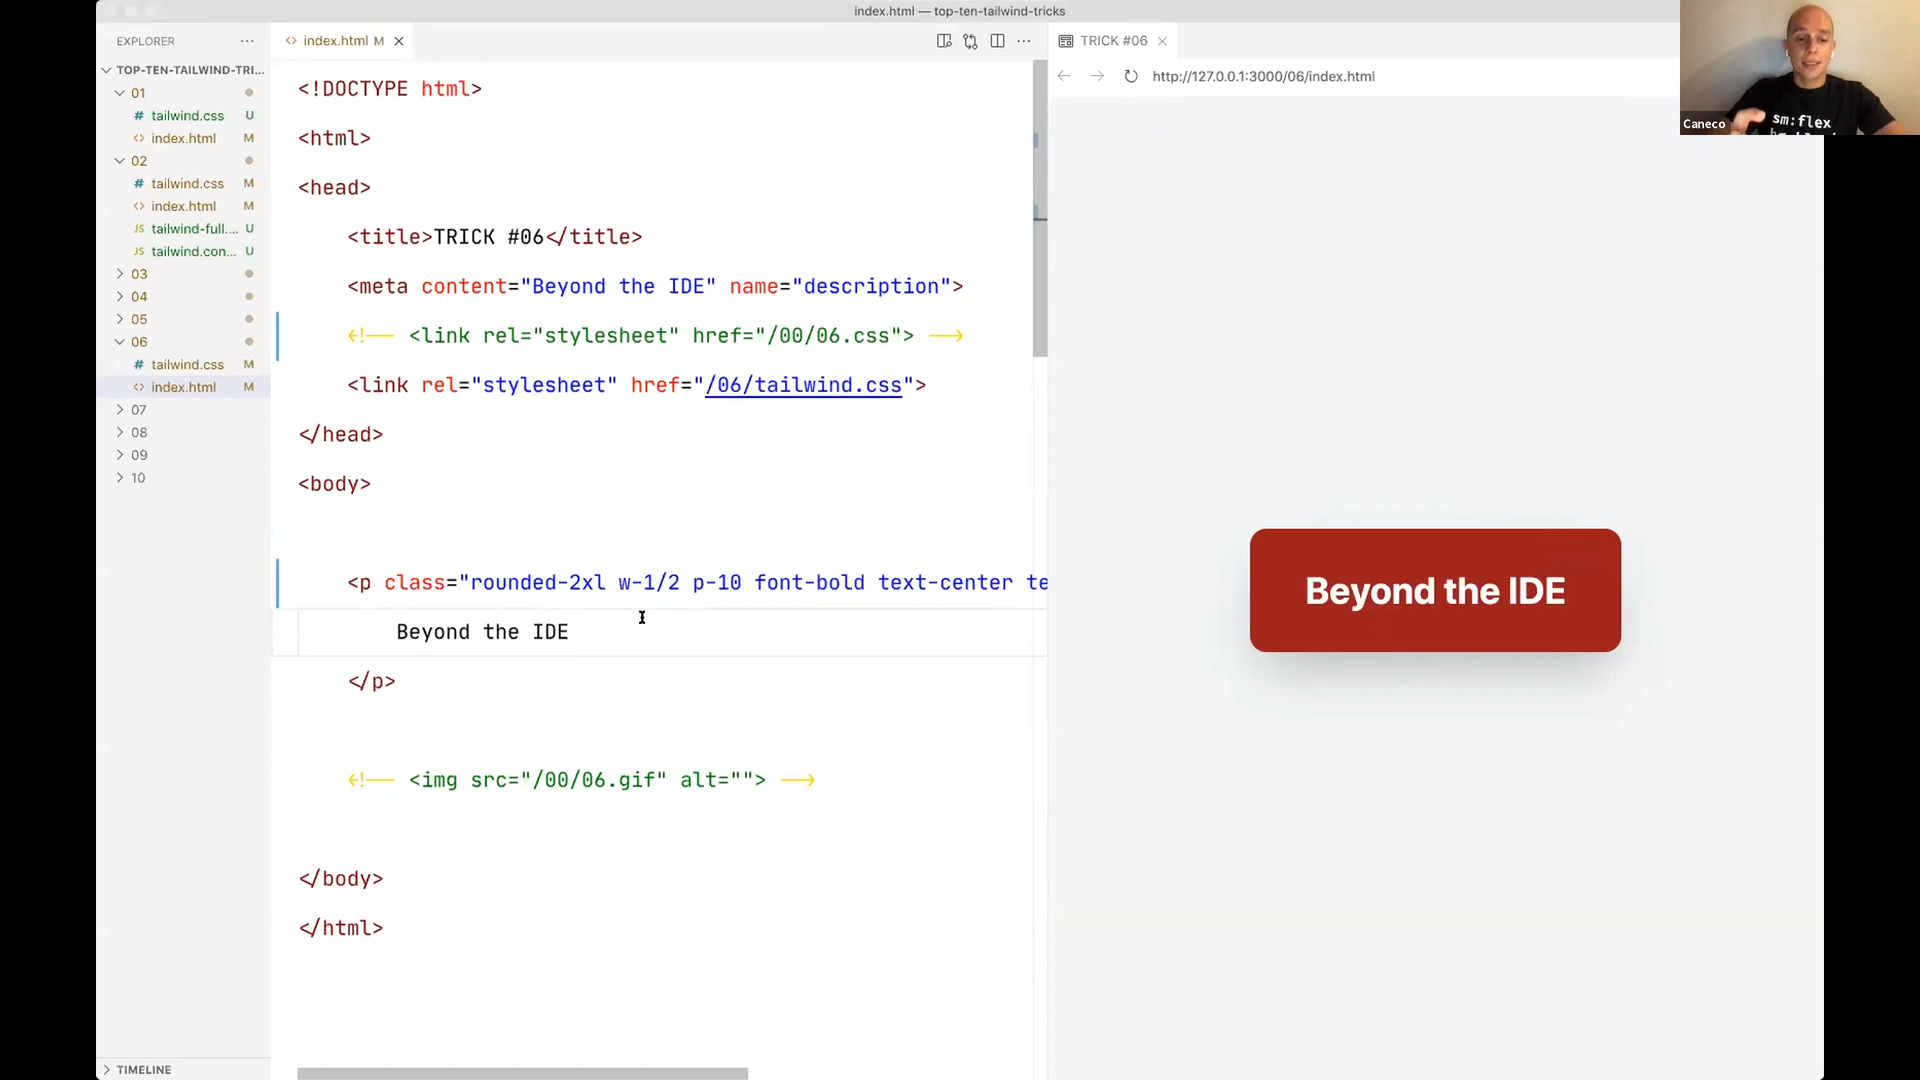 index.html — top-ten-tailwind-tricks
EXPLORER
TOP-TEN-TAILWIND-TRI...
01
# tailwind.css U
<> index.html M
02
# tailwind.css M
<> index.html M
JS tailwind-full.... U
JS tailwind.con... U
03
04
05
06
# tailwind.css M
<> index.html M
07
08
09
10
TIMELINE
<> index.html M
<!DOCTYPE html>
<html>
<head>
<title>TRICK #06</title>
<meta content="Beyond the IDE" name="description">
<!-- <link rel="stylesheet" href="/00/06.css"> -->
<link rel="stylesheet" href="/06/tailwind.css">
</head>
<body>
<p class="rounded-2xl w-1/2 p-10 font-bold text-center te
Beyond the IDE
</p>
<!-- <img src="/00/06.gif" alt=""> -->
</body>
</html>
TRICK #06
http://127.0.0.1:3000/06/index.html
Beyond the IDE
sm:flex
Caneco